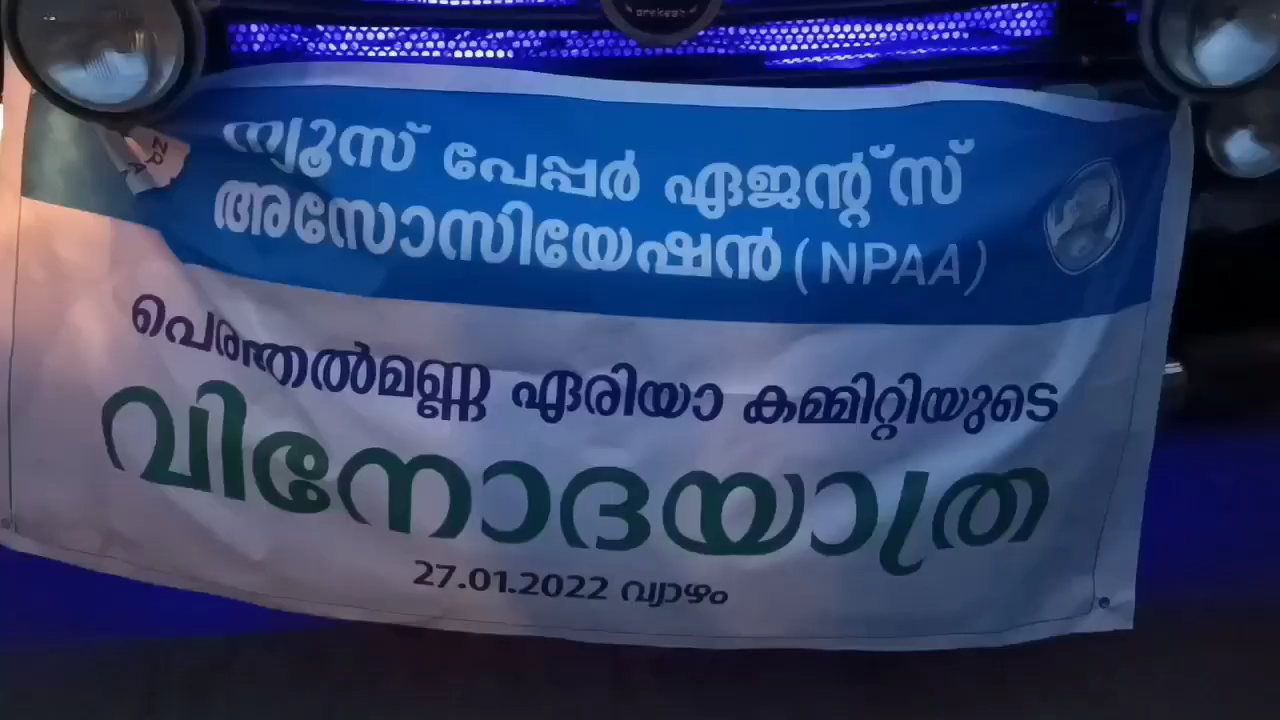 ന്യൂസ് പേപ്പർ ഏജന്റ്സ്
അസോസിയേഷൻ (NPAA)
പെരിന്തൽമണ്ണ ഏരിയാ കമ്മിറ്റിയുടെ
വിനോദയാത്ര
27.01.2022 വ്യാഴം